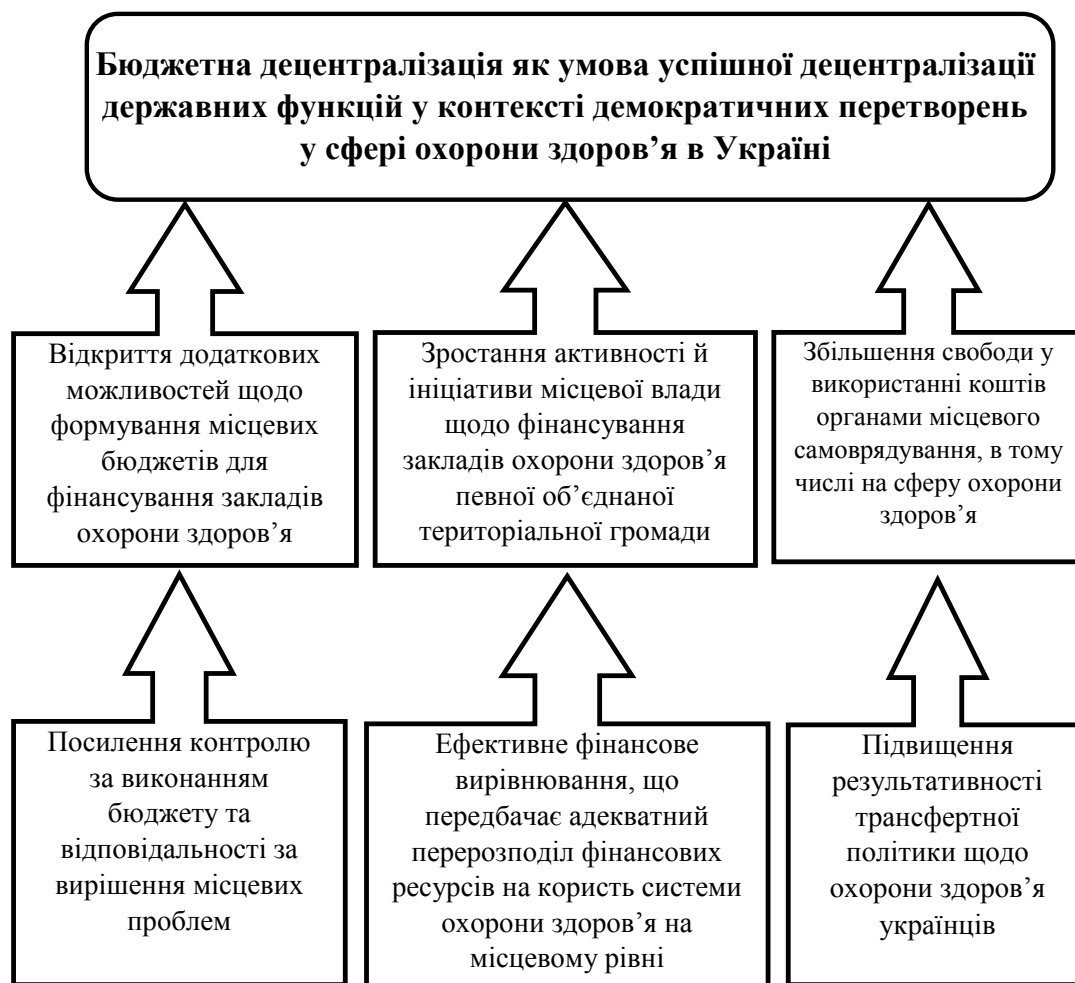 Бюджетна децентралізація як умова успішної децентралізації
державних функцій у контексті демократичних перетворень
у сфері охорони здоров’я в Україні
Відкриття додаткових
можливостей щодо
формування місцевих
бюджетів для
фінансування закладів
охорони здоров’я
Зростання активності й
ініціативи місцевої влади
щодо фінансування
закладів охорони здоров’я
певної об’єднаної
територіальної громади
Збільшення свободи у
використанні коштів
органами місцевого
самоврядування, в тому
числі на сферу охорони
здоров’я
Посилення контролю
за виконанням
бюджету та
відповідальності за
вирішення місцевих
проблем
Ефективне фінансове
вирівнювання, що
передбачає адекватний
перерозподіл фінансових
ресурсів на користь системи
охорони здоров’я на
місцевому рівні
Підвищення
результативності
трансфертної
політики щодо
охорони здоров’я
українців